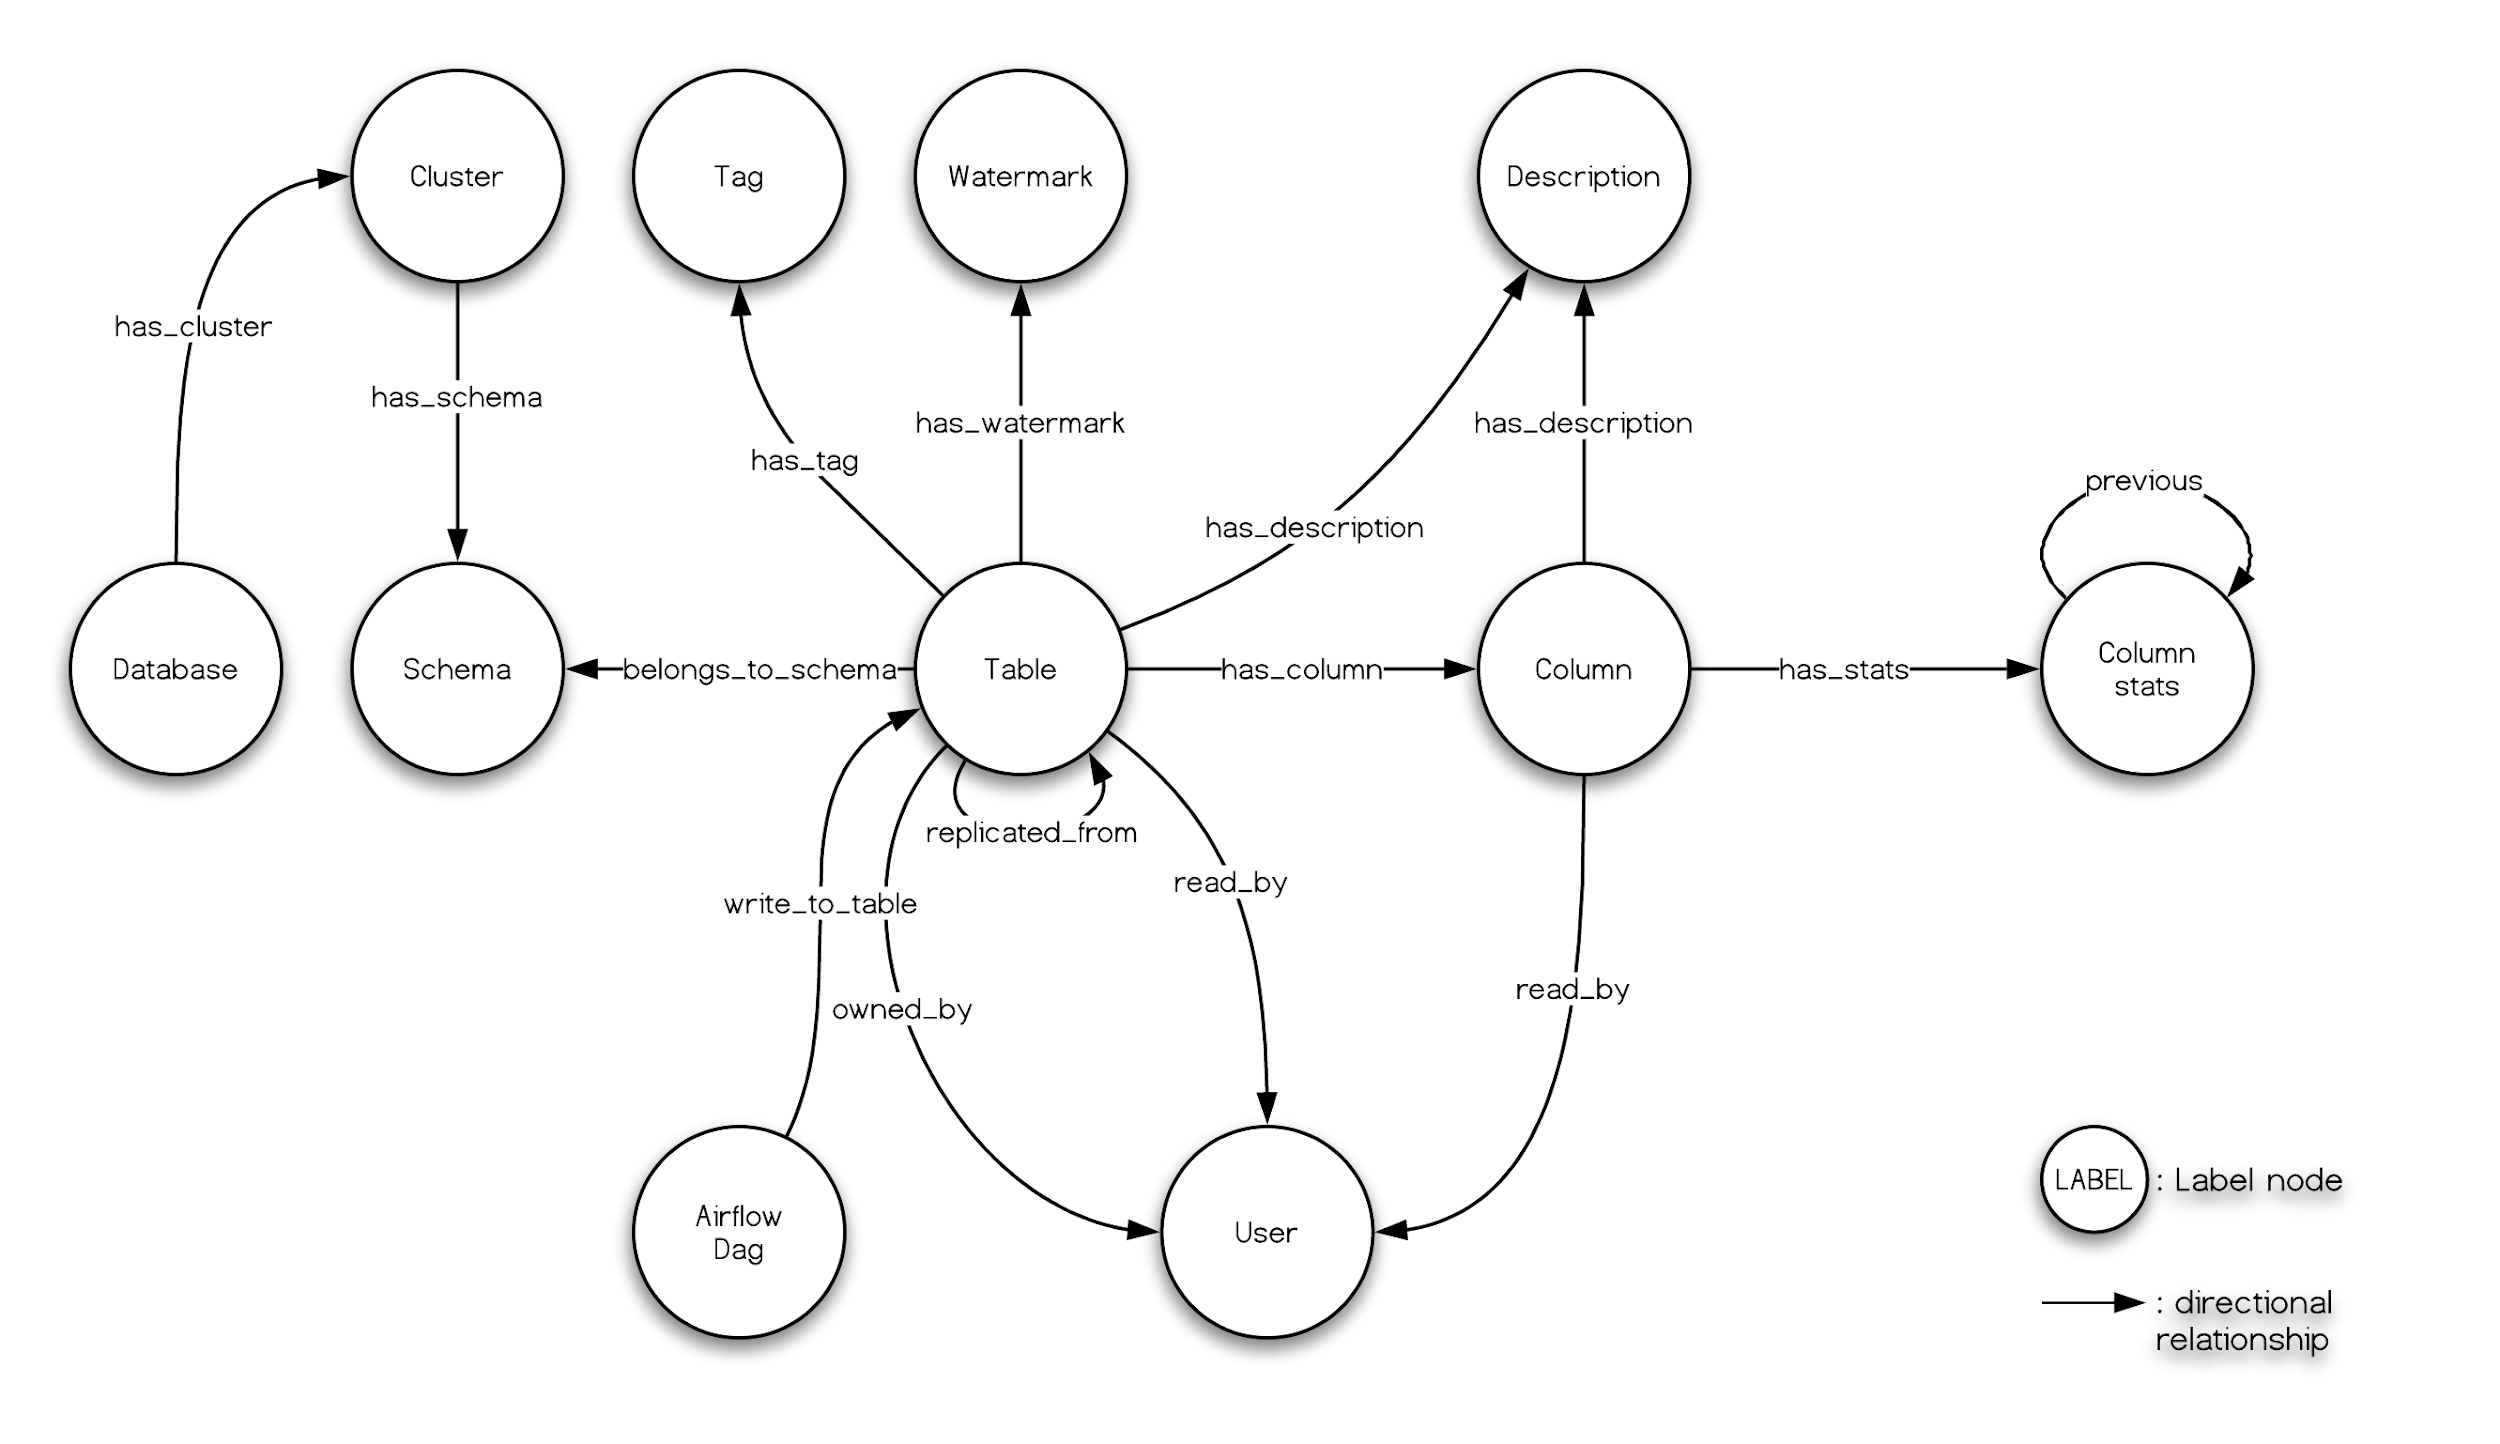 Cluster
Tag
Watermark
Description
has_cluster
has_schema
has_watermark
has_description
has_tag
previous
has_description
Database
Schema
belongs_to_schema
Table
has_column
Column
has_stats
Column
stats
replicated_from
read_by
write_to_table
read_by
owned_by
Airflow
Dag
User
LABEL : Label node
: directional
relationship